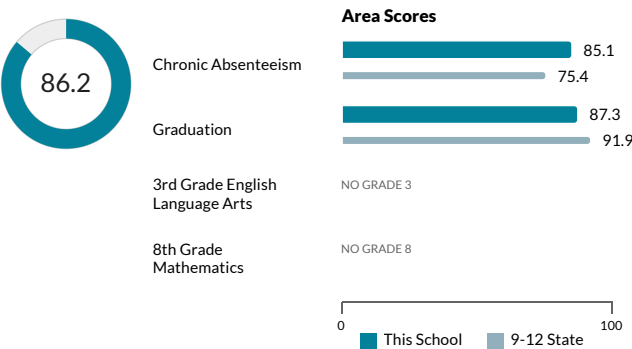 Area Scores
86.2
Chronic Absenteeism
85.1
75.4
Graduation
87.3
91.9
3rd Grade English
Language Arts
NO GRADE 3
8th Grade
Mathematics
NO GRADE 8
0
100
This School
9-12 State